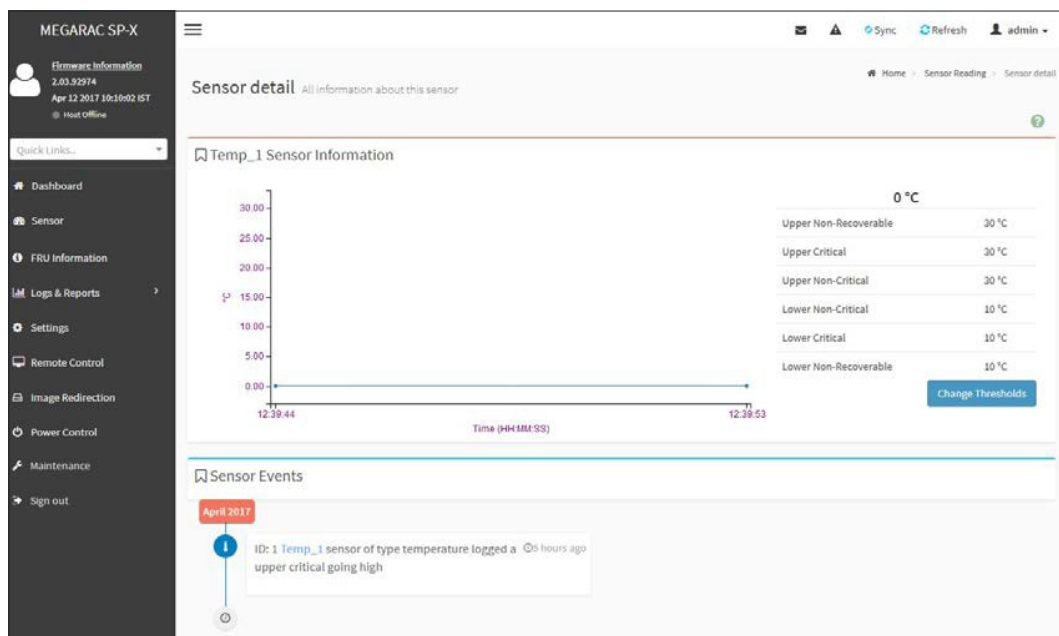 MEGARAC SP-X
Sync
Refresh
admin
Firmware Information
2.03.92974
Apr 12 2017 10:10:02 IST
Host Offline
Quick Links...
Dashboard
Sensor
FRU Information
Logs & Reports
Settings
Remote Control
Image Redirection
Power Control
Maintenance
Sign out
Sensor detail All information about this sensor
Home > Sensor Reading > Sensor detail
Temp_1 Sensor Information
30.00
25.00
20.00
15.00
10.00
5.00
0.00
°C
12:39:44
12:39:53
Time (HH:MM:SS)
0 °C
Upper Non-Recoverable 30 °C
Upper Critical 30 °C
Upper Non-Critical 30 °C
Lower Non-Critical 10 °C
Lower Critical 10 °C
Lower Non-Recoverable 10 °C
Change Thresholds
Sensor Events
April 2017
ID: 1 Temp_1 sensor of type temperature logged a 5 hours ago
upper critical going high